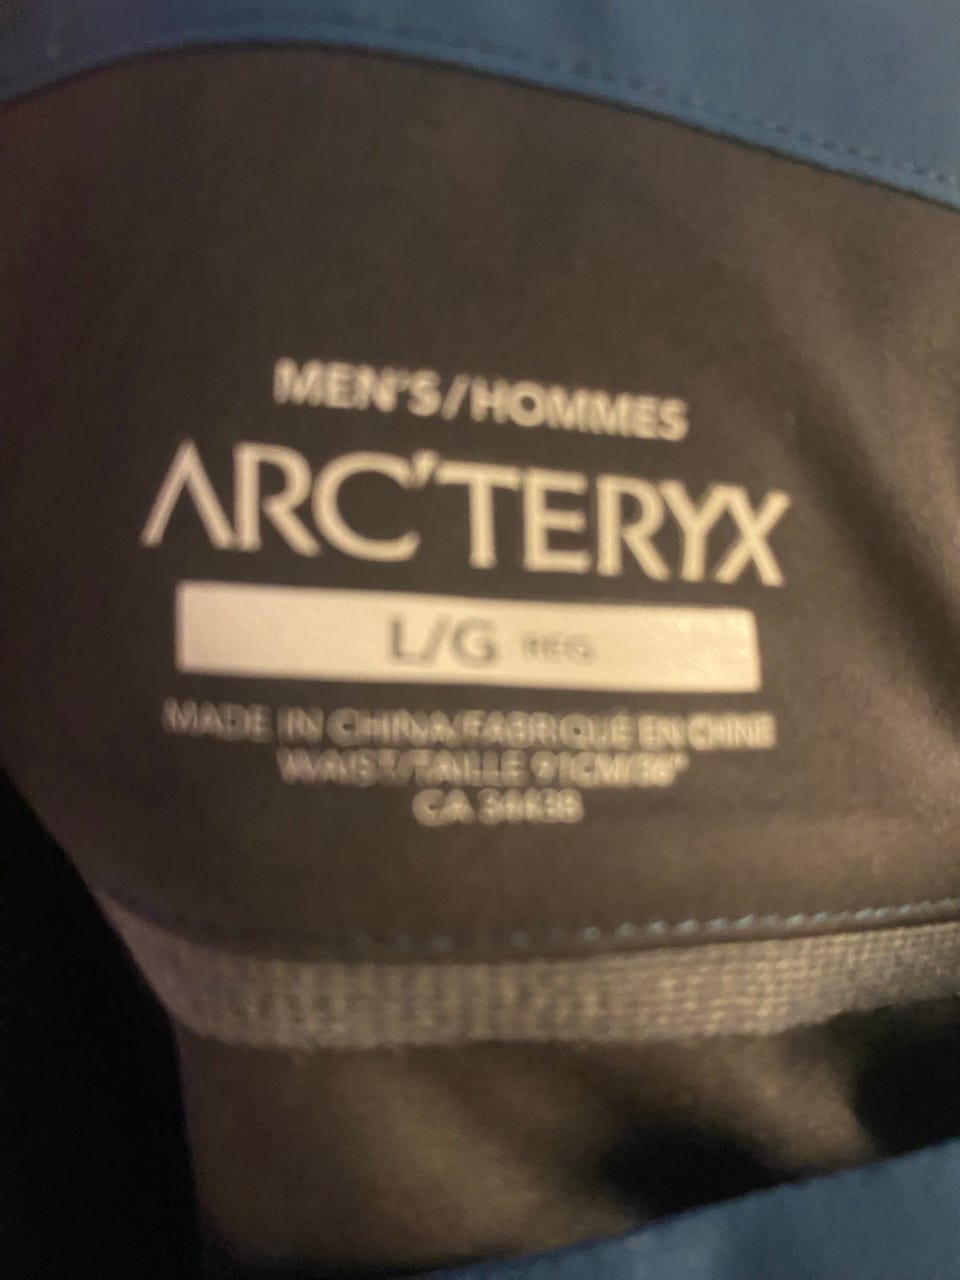 MEN'S/HOMMES
ARC'TERYX
L/G REG
MADE IN CHINA/FABRIQUÉ EN CHINE
WAIST/TAILLE 91CM/36"
CA